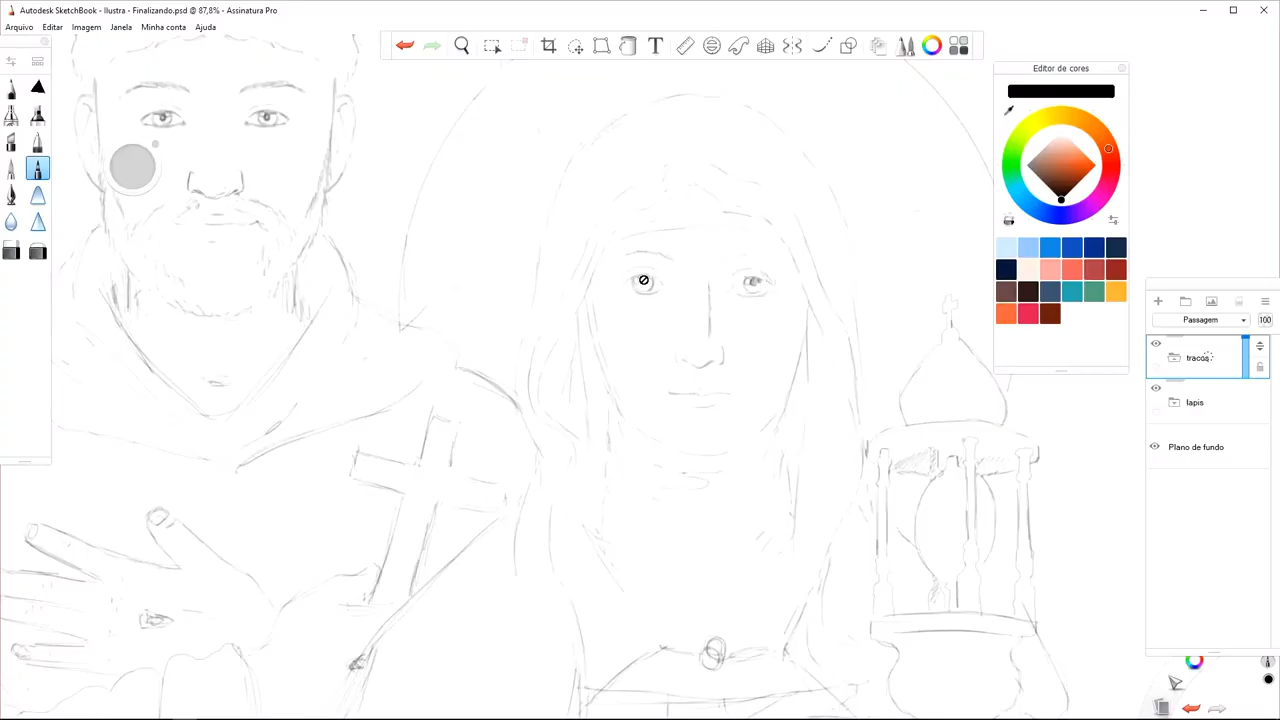 Autodesk SketchBook - Ilustra - Finalizando.psd @ 87,8% - Assinatura Pro
Arquivo Editar Imagem Janela Minha conta Ajuda
T
Editor de cores
Passagem 100
tracos
lapis
Plano de fundo